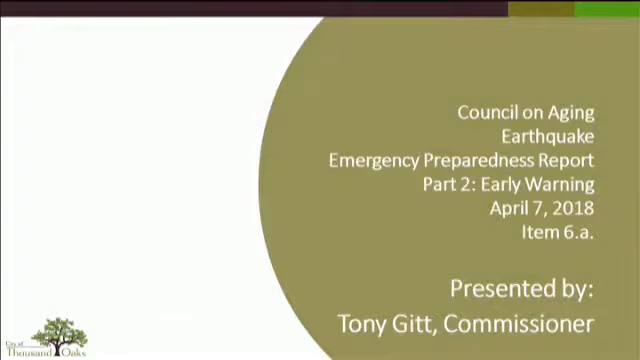 Council on Aging
Earthquake
Emergency Preparedness Report
Part 2: Early Warning
April 7, 2018
Item 6.a.
Presented by:
Tony Gitt, Commissioner
City of
Thousand Oaks